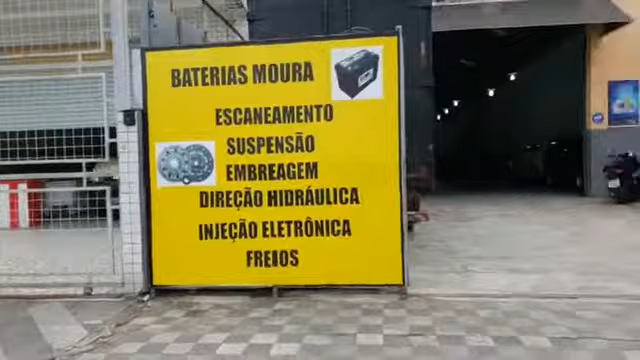 BATERIAS MOURA
ESCANEAMENTO
SUSPENSÃO
EMBREAGEM
DIREÇÃO HIDRÁULICA
INJEÇÃO ELETRÔNICA
FREIOS